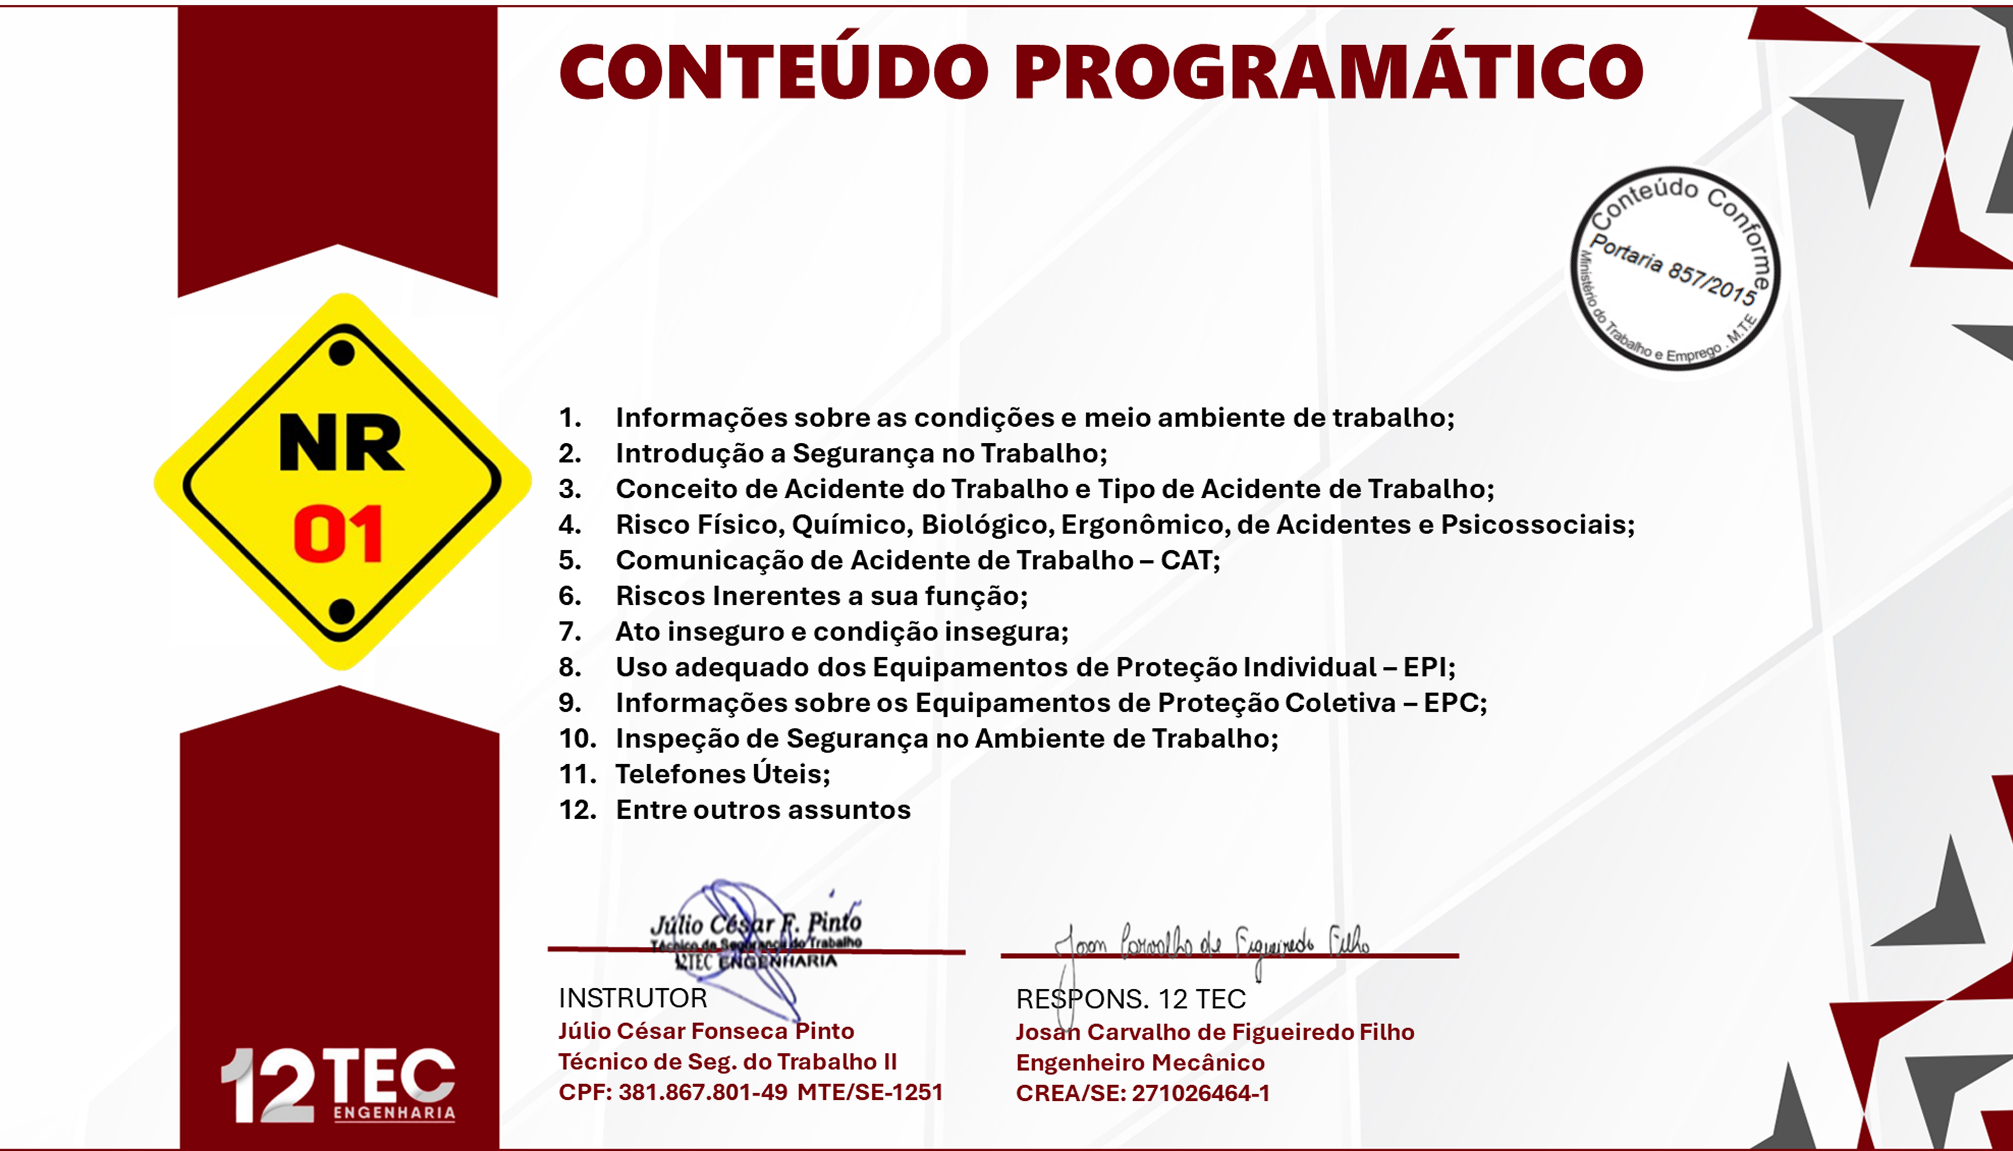 CONTEÚDO PROGRAMÁTICO
Conteúdo Conforme
Portaria 857/2015
Ministério do Trabalho e Emprego . M.T.E
NR
01
1. Informações sobre as condições e meio ambiente de trabalho;
2. Introdução a Segurança no Trabalho;
3. Conceito de Acidente do Trabalho e Tipo de Acidente de Trabalho;
4. Risco Físico, Químico, Biológico, Ergonômico, de Acidentes e Psicossociais;
5. Comunicação de Acidente de Trabalho – CAT;
6. Riscos Inerentes a sua função;
7. Ato inseguro e condição insegura;
8. Uso adequado dos Equipamentos de Proteção Individual – EPI;
9. Informações sobre os Equipamentos de Proteção Coletiva – EPC;
10. Inspeção de Segurança no Ambiente de Trabalho;
11. Telefones Úteis;
12. Entre outros assuntos
Júlio César F. Pinto
Técnico de Segurança do Trabalho
12TEC ENGENHARIA
INSTRUTOR
Júlio César Fonseca Pinto
Técnico de Seg. do Trabalho II
CPF: 381.867.801-49 MTE/SE-1251
Josan Carvalho de Figueiredo Filho
RESPONS. 12 TEC
Josan Carvalho de Figueiredo Filho
Engenheiro Mecânico
CREA/SE: 271026464-1
12TEC
ENGENHARIA